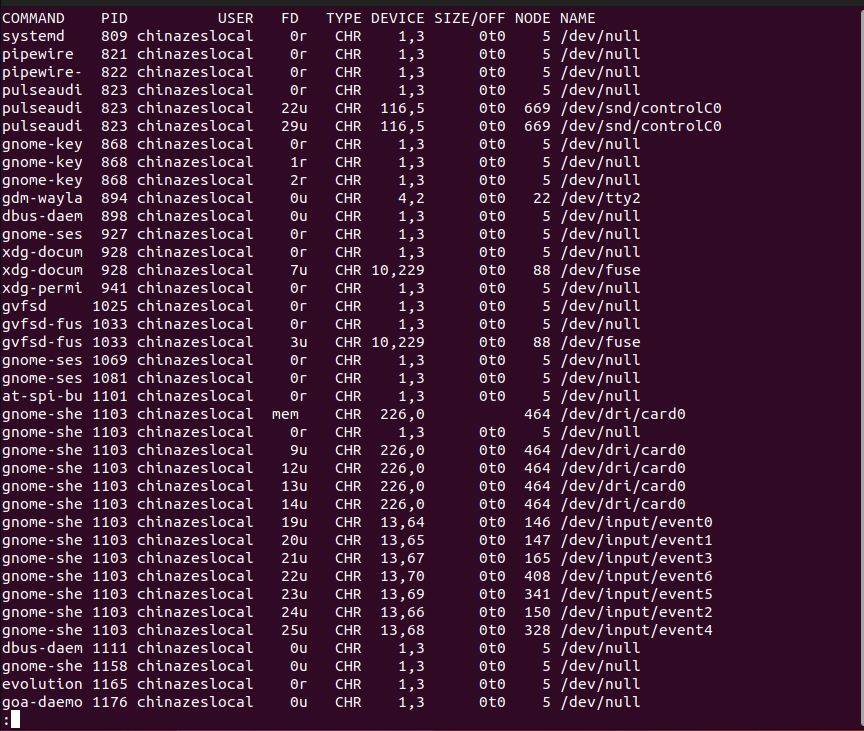 COMMAND    PID          USER   FD   TYPE DEVICE SIZE/OFF NODE NAME
systemd    809 chinazeslocal    0r   CHR    1,3      0t0    5 /dev/null
pipewire   821 chinazeslocal    0r   CHR    1,3      0t0    5 /dev/null
pipewire-  822 chinazeslocal    0r   CHR    1,3      0t0    5 /dev/null
pulseaudi  823 chinazeslocal    0r   CHR    1,3      0t0    5 /dev/null
pulseaudi  823 chinazeslocal   22u   CHR  116,5      0t0  669 /dev/snd/controlC0
pulseaudi  823 chinazeslocal   29u   CHR  116,5      0t0  669 /dev/snd/controlC0
gnome-key  868 chinazeslocal    0r   CHR    1,3      0t0    5 /dev/null
gnome-key  868 chinazeslocal    1r   CHR    1,3      0t0    5 /dev/null
gnome-key  868 chinazeslocal    2r   CHR    1,3      0t0    5 /dev/null
gdm-wayla  894 chinazeslocal    0u   CHR    4,2      0t0   22 /dev/tty2
dbus-daem  898 chinazeslocal    0u   CHR    1,3      0t0    5 /dev/null
gnome-ses  927 chinazeslocal    0r   CHR    1,3      0t0    5 /dev/null
xdg-docum  928 chinazeslocal    0r   CHR    1,3      0t0    5 /dev/null
xdg-docum  928 chinazeslocal    7u   CHR 10,229      0t0   88 /dev/fuse
xdg-permi  941 chinazeslocal    0r   CHR    1,3      0t0    5 /dev/null
gvfsd     1025 chinazeslocal    0r   CHR    1,3      0t0    5 /dev/null
gvfsd-fus 1033 chinazeslocal    0r   CHR    1,3      0t0    5 /dev/null
gvfsd-fus 1033 chinazeslocal    3u   CHR 10,229      0t0   88 /dev/fuse
gnome-ses 1069 chinazeslocal    0r   CHR    1,3      0t0    5 /dev/null
gnome-ses 1081 chinazeslocal    0r   CHR    1,3      0t0    5 /dev/null
at-spi-bu 1101 chinazeslocal    0r   CHR    1,3      0t0    5 /dev/null
gnome-she 1103 chinazeslocal  mem    CHR  226,0           464 /dev/dri/card0
gnome-she 1103 chinazeslocal    0r   CHR    1,3      0t0    5 /dev/null
gnome-she 1103 chinazeslocal    9u   CHR  226,0      0t0  464 /dev/dri/card0
gnome-she 1103 chinazeslocal   12u   CHR  226,0      0t0  464 /dev/dri/card0
gnome-she 1103 chinazeslocal   13u   CHR  226,0      0t0  464 /dev/dri/card0
gnome-she 1103 chinazeslocal   14u   CHR  226,0      0t0  464 /dev/dri/card0
gnome-she 1103 chinazeslocal   19u   CHR  13,64      0t0  146 /dev/input/event0
gnome-she 1103 chinazeslocal   20u   CHR  13,65      0t0  147 /dev/input/event1
gnome-she 1103 chinazeslocal   21u   CHR  13,67      0t0  165 /dev/input/event3
gnome-she 1103 chinazeslocal   22u   CHR  13,70      0t0  408 /dev/input/event6
gnome-she 1103 chinazeslocal   23u   CHR  13,69      0t0  341 /dev/input/event5
gnome-she 1103 chinazeslocal   24u   CHR  13,66      0t0  150 /dev/input/event2
gnome-she 1103 chinazeslocal   25u   CHR  13,68      0t0  328 /dev/input/event4
dbus-daem 1111 chinazeslocal    0u   CHR    1,3      0t0    5 /dev/null
gnome-she 1158 chinazeslocal    0u   CHR    1,3      0t0    5 /dev/null
evolution 1165 chinazeslocal    0r   CHR    1,3      0t0    5 /dev/null
goa-daemo 1176 chinazeslocal    0u   CHR    1,3      0t0    5 /dev/null
: